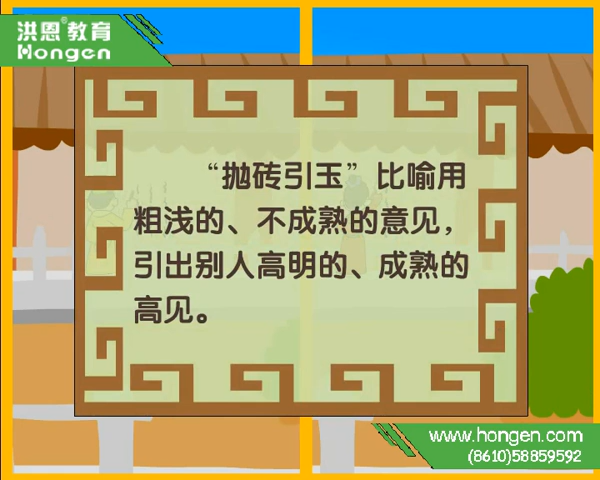 洪恩®教育
Hongen
“抛砖引玉”比喻用
粗浅的、不成熟的意见，
引出别人高明的、成熟的
高见。
www.hongen.com
(8610)58859592